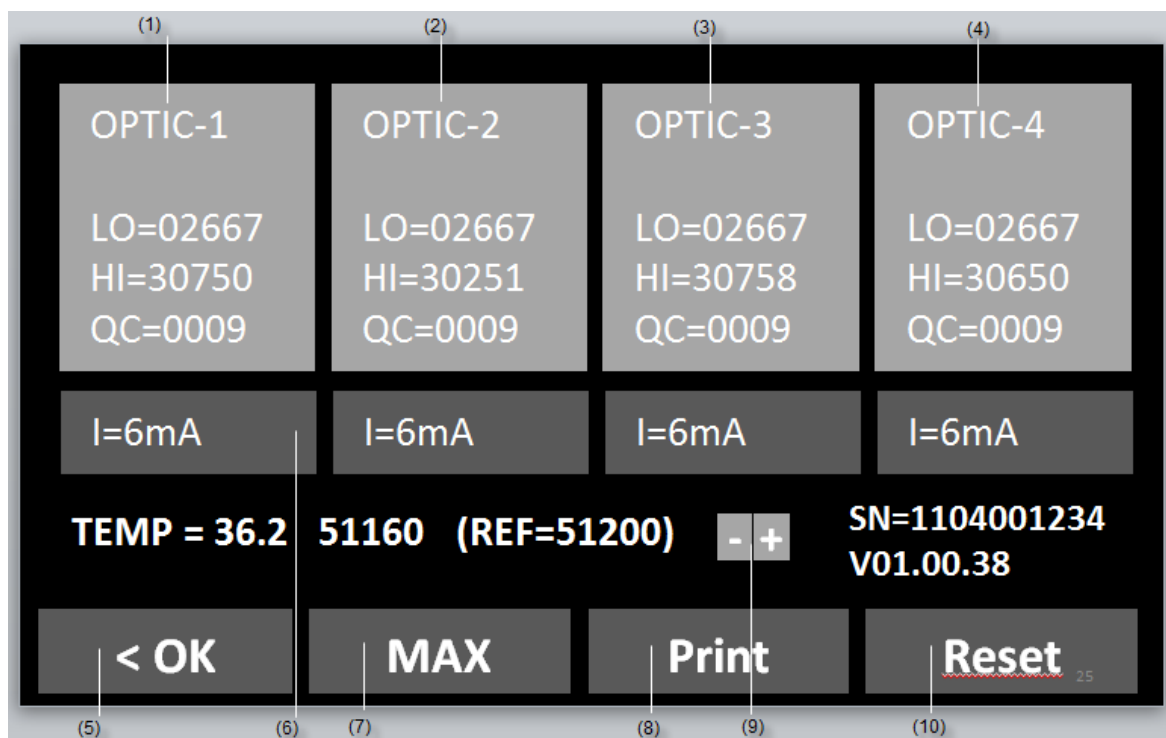 (1) (2) (3) (4)
OPTIC-1 OPTIC-2 OPTIC-3 OPTIC-4
LO=02667 LO=02667 LO=02667 LO=02667
HI=30750 HI=30251 HI=30758 HI=30650
QC=0009 QC=0009 QC=0009 QC=0009
I=6mA I=6mA I=6mA I=6mA
TEMP = 36.2 51160 (REF=51200) - + SN=1104001234
V01.00.38
< OK MAX Print Reset
25
(5) (6) (7) (8) (9) (10)